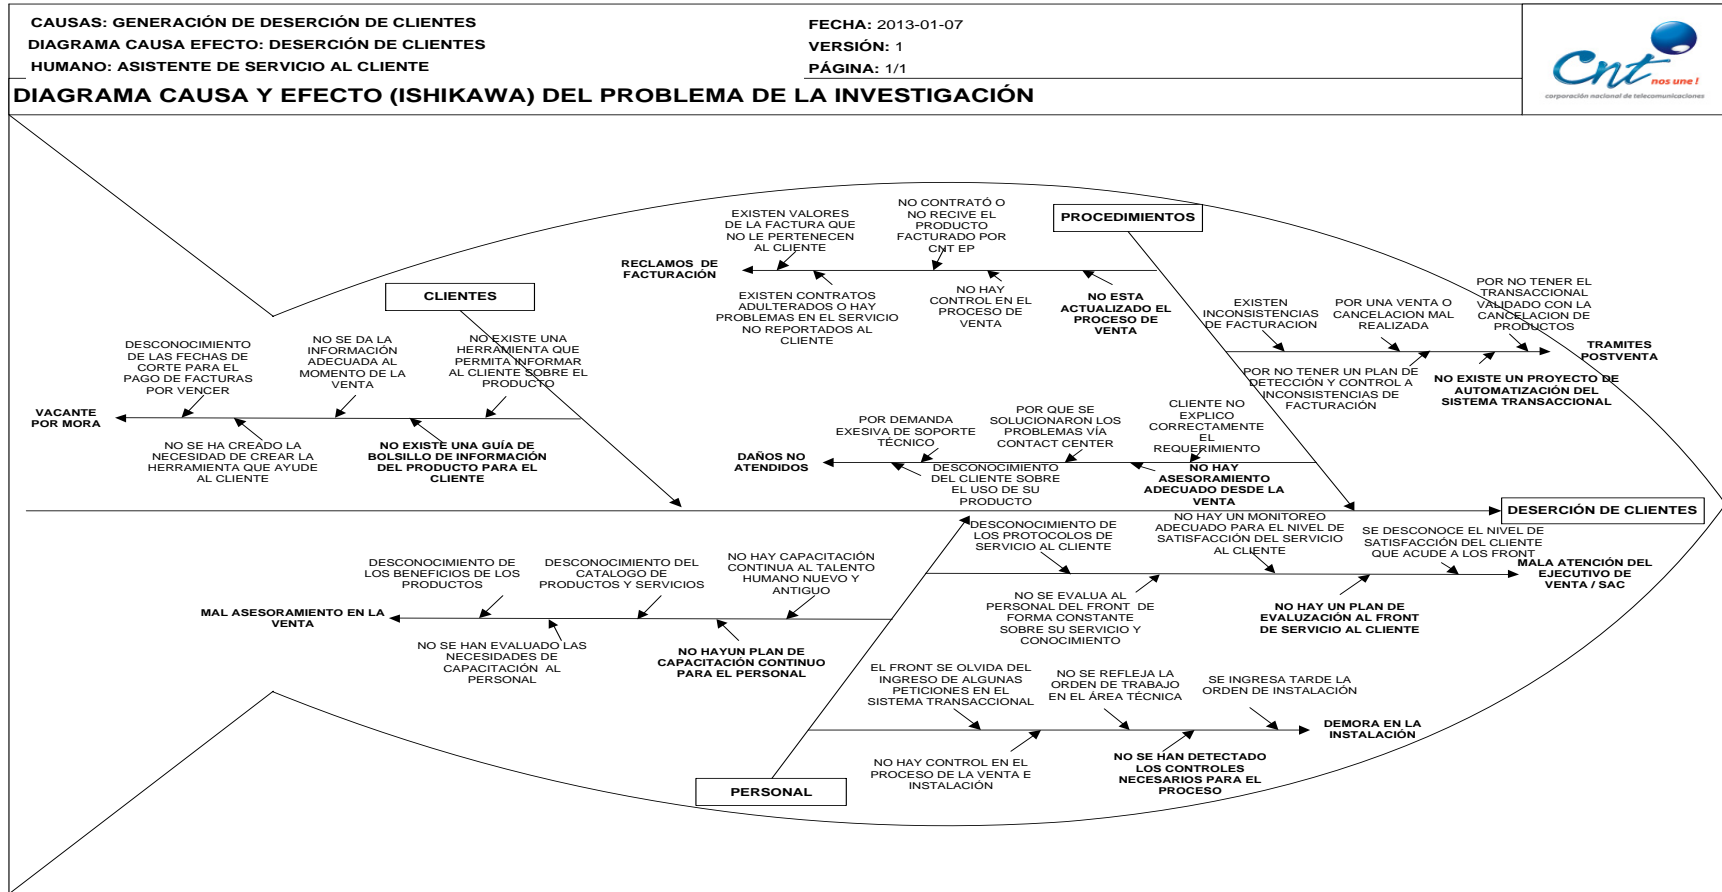 CAUSAS: GENERACIÓN DE DESERCIÓN DE CLIENTES
DIAGRAMA CAUSA EFECTO: DESERCIÓN DE CLIENTES
HUMANO: ASISTENTE DE SERVICIO AL CLIENTE
FECHA: 2013-01-07
VERSIÓN: 1
PÁGINA: 1/1
Cnt
nos une !
corporación nacional de telecomunicaciones
DIAGRAMA CAUSA Y EFECTO (ISHIKAWA) DEL PROBLEMA DE LA INVESTIGACIÓN
CLIENTES
DESCONOCIMIENTO
DE LAS FECHAS DE
CORTE PARA EL
PAGO DE FACTURAS
POR VENCER
NO SE DA LA
INFORMACIÓN
ADECUADA AL
MOMENTO DE LA
VENTA
NO EXISTE UNA
HERRAMIENTA QUE
PERMITA INFORMAR
AL CLIENTE SOBRE EL
PRODUCTO
VACANTE
POR MORA
NO SE HA CREADO LA
NECESIDAD DE CREAR LA
HERRAMIENTA QUE AYUDE
AL CLIENTE
NO EXISTE UNA GUÍA DE
BOLSILLO DE INFORMACIÓN
DEL PRODUCTO PARA EL
CLIENTE
PROCEDIMIENTOS
EXISTEN VALORES
DE LA FACTURA QUE
NO LE PERTENECEN
AL CLIENTE
NO CONTRATÓ O
NO RECIVE EL
PRODUCTO
FACTURADO POR
CNT EP
RECLAMOS DE
FACTURACIÓN
EXISTEN CONTRATOS
ADULTERADOS O HAY
PROBLEMAS EN EL SERVICIO
NO REPORTADOS AL
CLIENTE
NO HAY
CONTROL EN EL
PROCESO DE
VENTA
NO ESTA
ACTUALIZADO EL
PROCESO DE
VENTA
EXISTEN
INCONSISTENCIAS
DE FACTURACION
POR UNA VENTA O
CANCELACION MAL
REALIZADA
POR NO TENER EL
TRANSACCIONAL
VALIDADO CON LA
CANCELACION DE
PRODUCTOS
TRAMITES
POSTVENTA
POR NO TENER UN PLAN DE
DETECCIÓN Y CONTROL A
INCONSISTENCIAS DE
FACTURACIÓN
NO EXISTE UN PROYECTO DE
AUTOMATIZACIÓN DEL
SISTEMA TRANSACCIONAL
POR DEMANDA
EXESIVA DE SOPORTE
TÉCNICO
POR QUE SE
SOLUCIONARON LOS
PROBLEMAS VÍA
CONTACT CENTER
CLIENTE NO
EXPLICO
CORRECTAMENTE
EL
REQUERIMIENTO
DAÑOS NO
ATENDIDOS
DESCONOCIMIENTO
DEL CLIENTE SOBRE
EL USO DE SU
PRODUCTO
NO HAY
ASESORAMIENTO
ADECUADO DESDE LA
VENTA
DESERCIÓN DE CLIENTES
DESCONOCIMIENTO DE
LOS BENEFICIOS DE LOS
PRODUCTOS
DESCONOCIMIENTO DEL
CATALOGO DE
PRODUCTOS Y SERVICIOS
NO HAY CAPACITACIÓN
CONTINUA AL TALENTO
HUMANO NUEVO Y
ANTIGUO
MAL ASESORAMIENTO EN LA
VENTA
NO SE HAN EVALUADO LAS
NECESIDADES DE
CAPACITACIÓN AL
PERSONAL
NO HAYUN PLAN DE
CAPACITACIÓN CONTINUO
PARA EL PERSONAL
DESCONOCIMIENTO DE
LOS PROTOCOLOS DE
SERVICIO AL CLIENTE
NO HAY UN MONITOREO
ADECUADO PARA EL NIVEL DE
SATISFACCIÓN DEL SERVICIO
AL CLIENTE
SE DESCONOCE EL NIVEL DE
SATISFACCIÓN DEL CLIENTE
QUE ACUDE A LOS FRONT
MALA ATENCIÓN DEL
EJECUTIVO DE
VENTA / SAC
NO SE EVALUA AL
PERSONAL DEL FRONT DE
FORMA CONSTANTE
SOBRE SU SERVICIO Y
CONOCIMIENTO
NO HAY UN PLAN DE
EVALUZACIÓN AL FRONT
DE SERVICIO AL CLIENTE
EL FRONT SE OLVIDA DEL
INGRESO DE ALGUNAS
PETICIONES EN EL
SISTEMA TRANSACCIONAL
NO SE REFLEJA LA
ORDEN DE TRABAJO
EN EL ÁREA TÉCNICA
SE INGRESA TARDE LA
ORDEN DE INSTALACIÓN
DEMORA EN LA
INSTALACIÓN
NO HAY CONTROL EN EL
PROCESO DE LA VENTA E
INSTALACIÓN
NO SE HAN DETECTADO
LOS CONTROLES
NECESARIOS PARA EL
PROCESO
PERSONAL